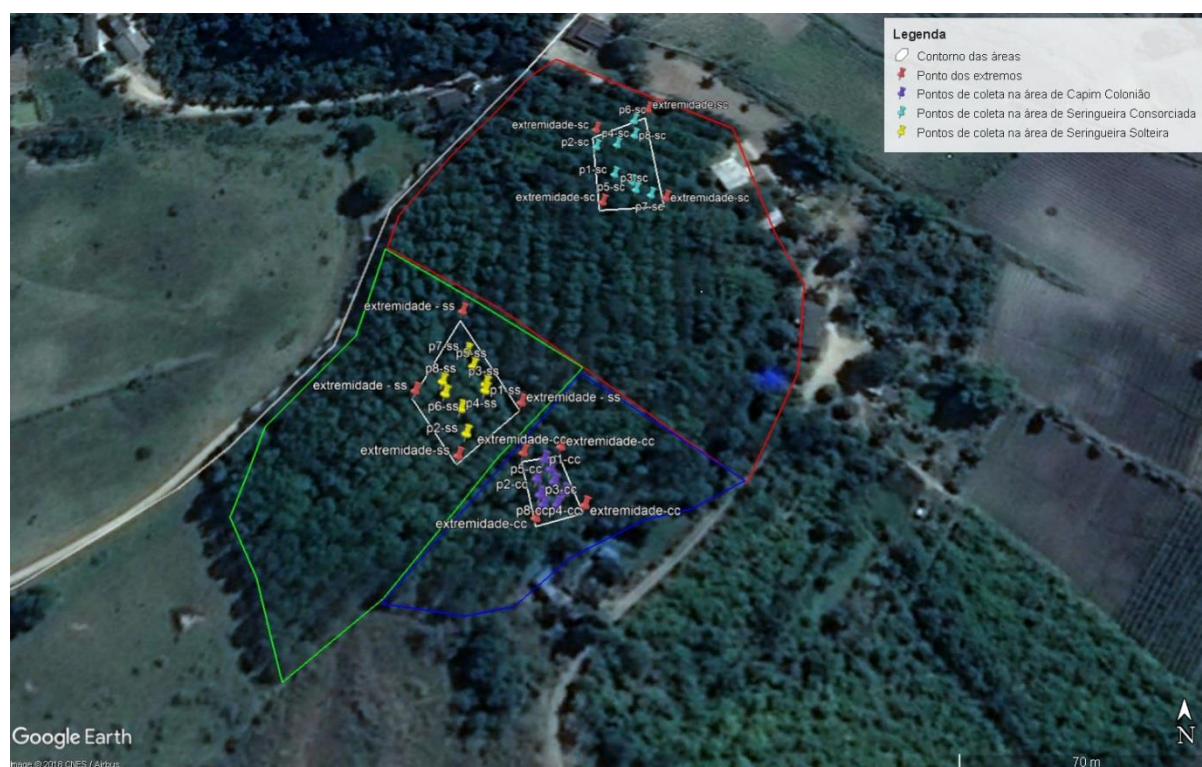 Legenda
Contorno das áreas
Ponto dos extremos
Pontos de coleta na área de Capim Colonião
Pontos de coleta na área de Seringueira Consorciada
Pontos de coleta na área de Seringueira Solteira
p6-sc
extremidade-sc
extremidade-sc
p4-sc
p8-sc
p2-sc
p1-sc
p3-sc
p5-sc
extremidade-sc
extremidade-sc
p7-sc
extremidade - ss
p7-ss
p5-ss
p8-ss
p3-ss
extremidade - ss
p1-ss
extremidade - ss
p6-ss
p4-ss
p2-ss
extremidade-ss
extremidade-cc
extremidade-cc
p1-cc
p5-cc
p2-cc
p3-cc
p8-cc
p4-cc
extremidade-cc
extremidade-cc
Google Earth
Image © 2018 CNES / Airbus
70 m
N